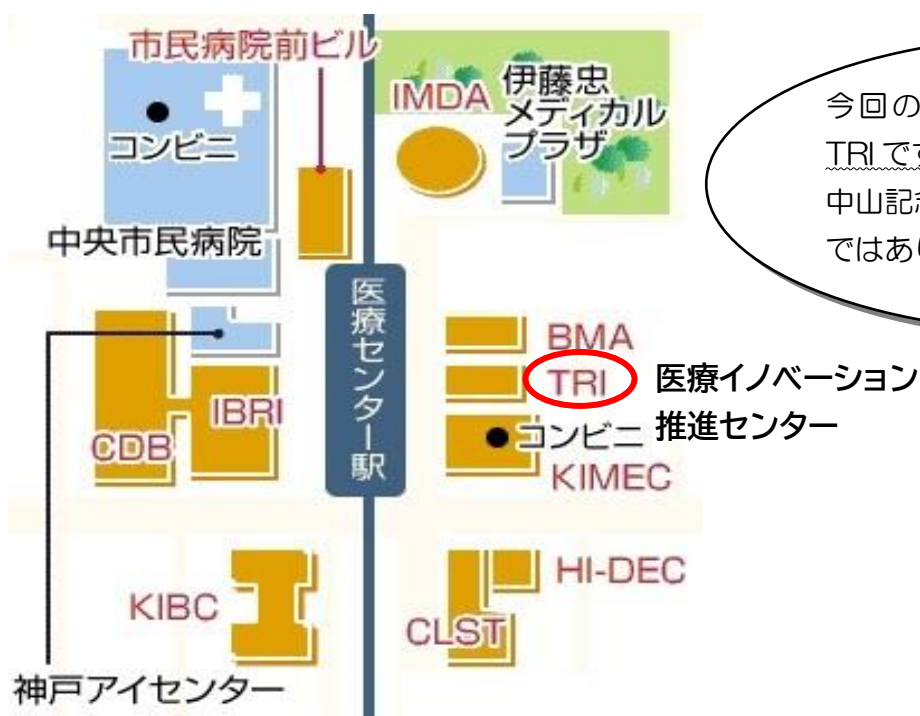 市民病院前ビル
コンビニ
中央市民病院
IMDA
伊藤忠
メディカル
プラザ
今回の
TRIです
中山記
ではあ
医療センター駅
BMA
TRI
医療イノベーション
推進センター
コンビニ
KIMEC
IBRI
CDB
KIBC
HI-DEC
CLST
神戸アイセンター